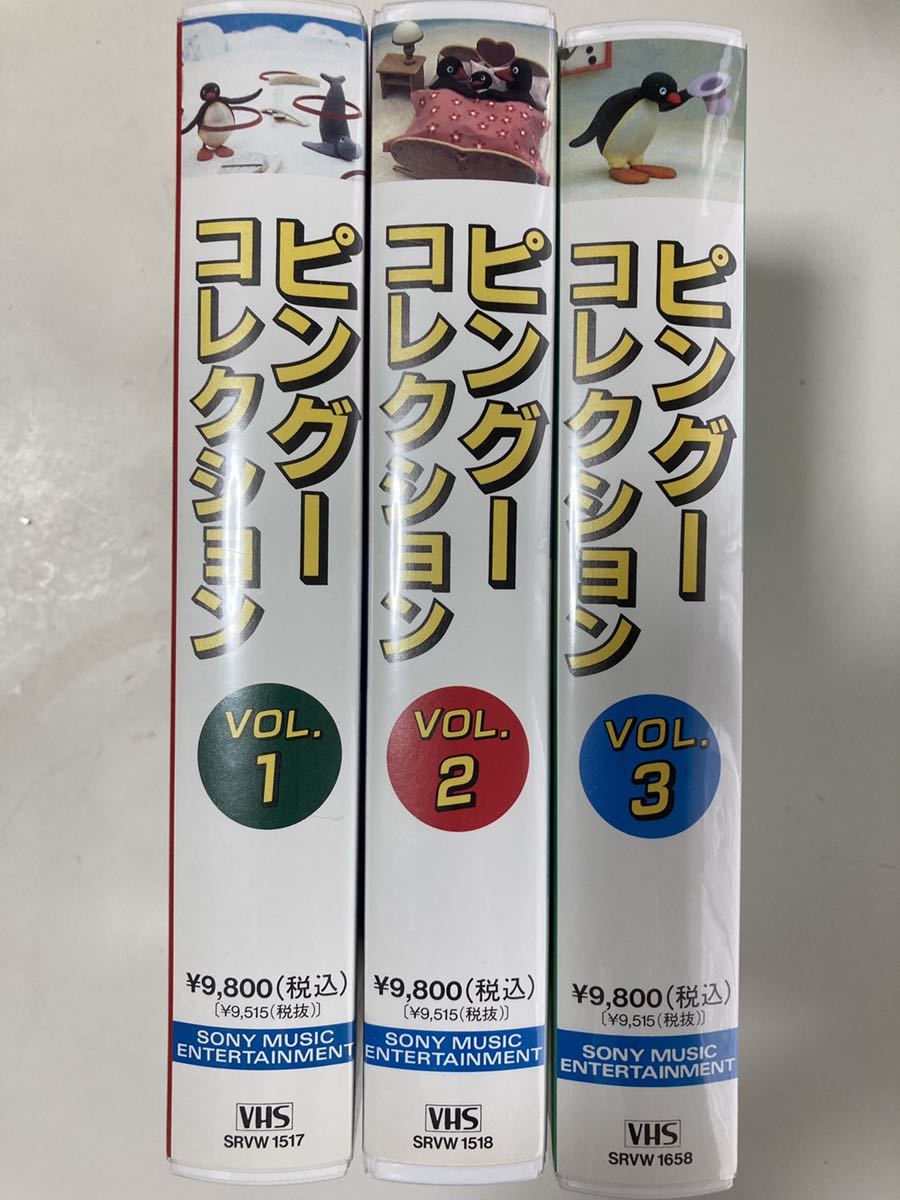 ピングー
コレクション
VOL.
1
¥9,800(税込)
[¥9,515(税抜)]
SONY MUSIC
ENTERTAINMENT
VHS
SRVW 1517
ピングー
コレクション
VOL.
2
¥9,800(税込)
[¥9,515(税抜)]
SONY MUSIC
ENTERTAINMENT
VHS
SRVW 1518
ピングー
コレクション
VOL.
3
¥9,800(税込)
[¥9,515(税抜)]
SONY MUSIC
ENTERTAINMENT
VHS
SRVW 1658